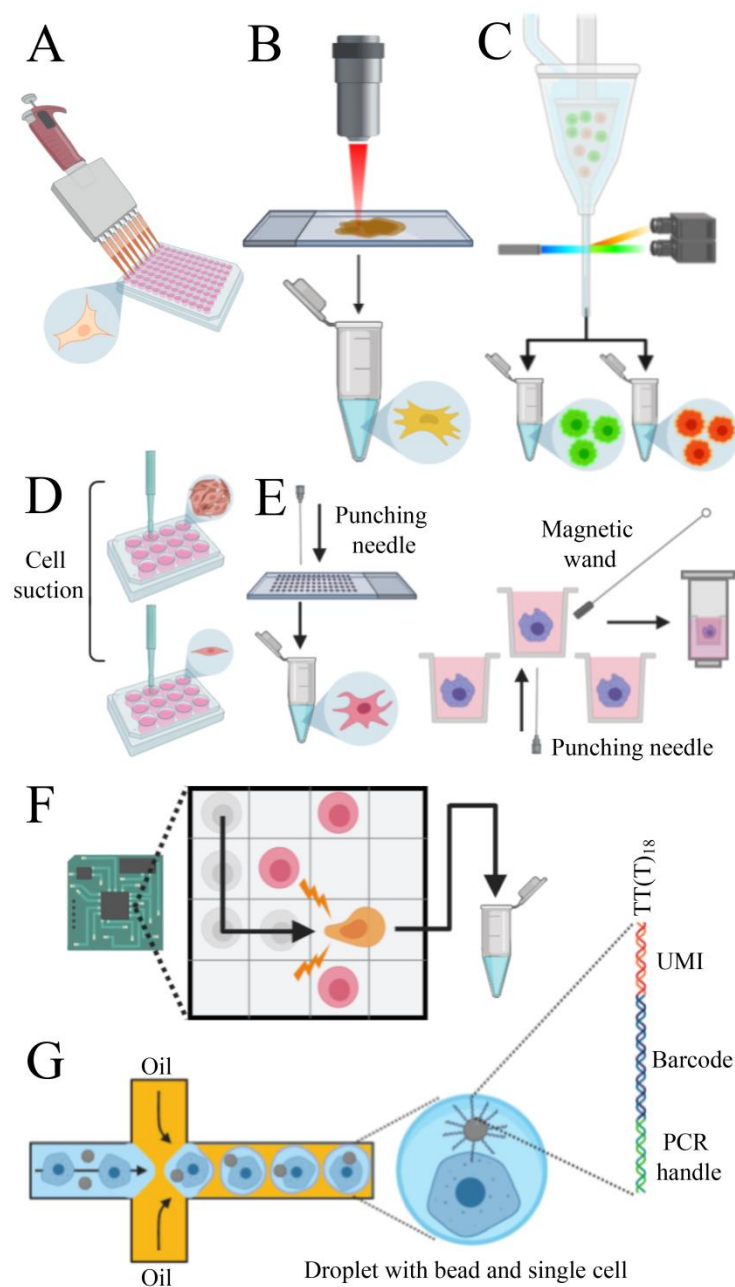 A
B
C
D
Cell
suction
E
Punching
needle
Magnetic
wand
Punching needle
F
TT(T)18
UMI
Barcode
PCR
handle
G
Oil
Oil
Droplet with bead and single cell